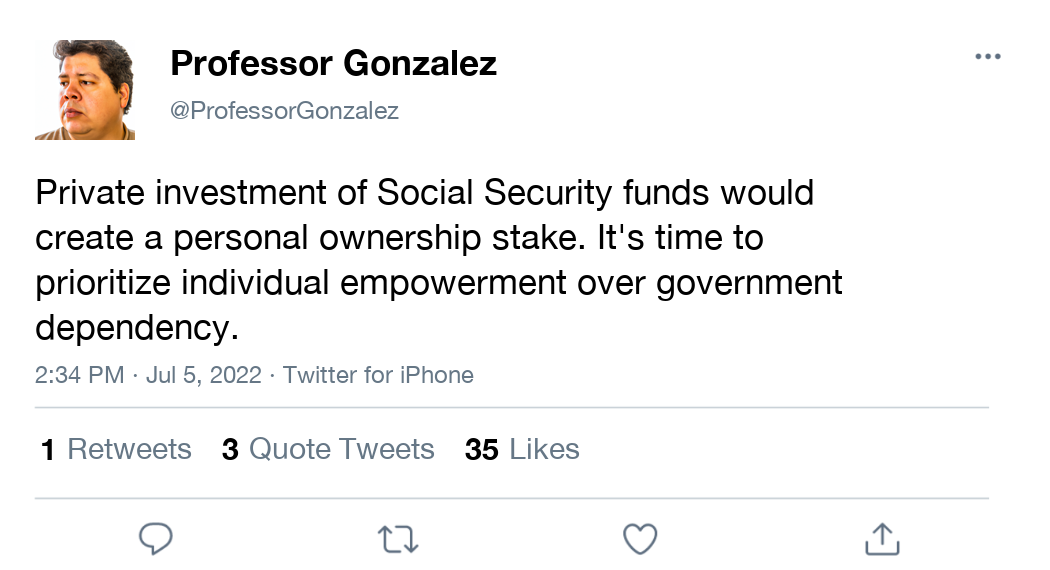 Professor Gonzalez
@ProfessorGonzalez
Private investment of Social Security funds would
create a personal ownership stake. It's time to
prioritize individual empowerment over government
dependency.
2:34 PM · Jul 5, 2022 · Twitter for iPhone
1 Retweets 3 Quote Tweets 35 Likes